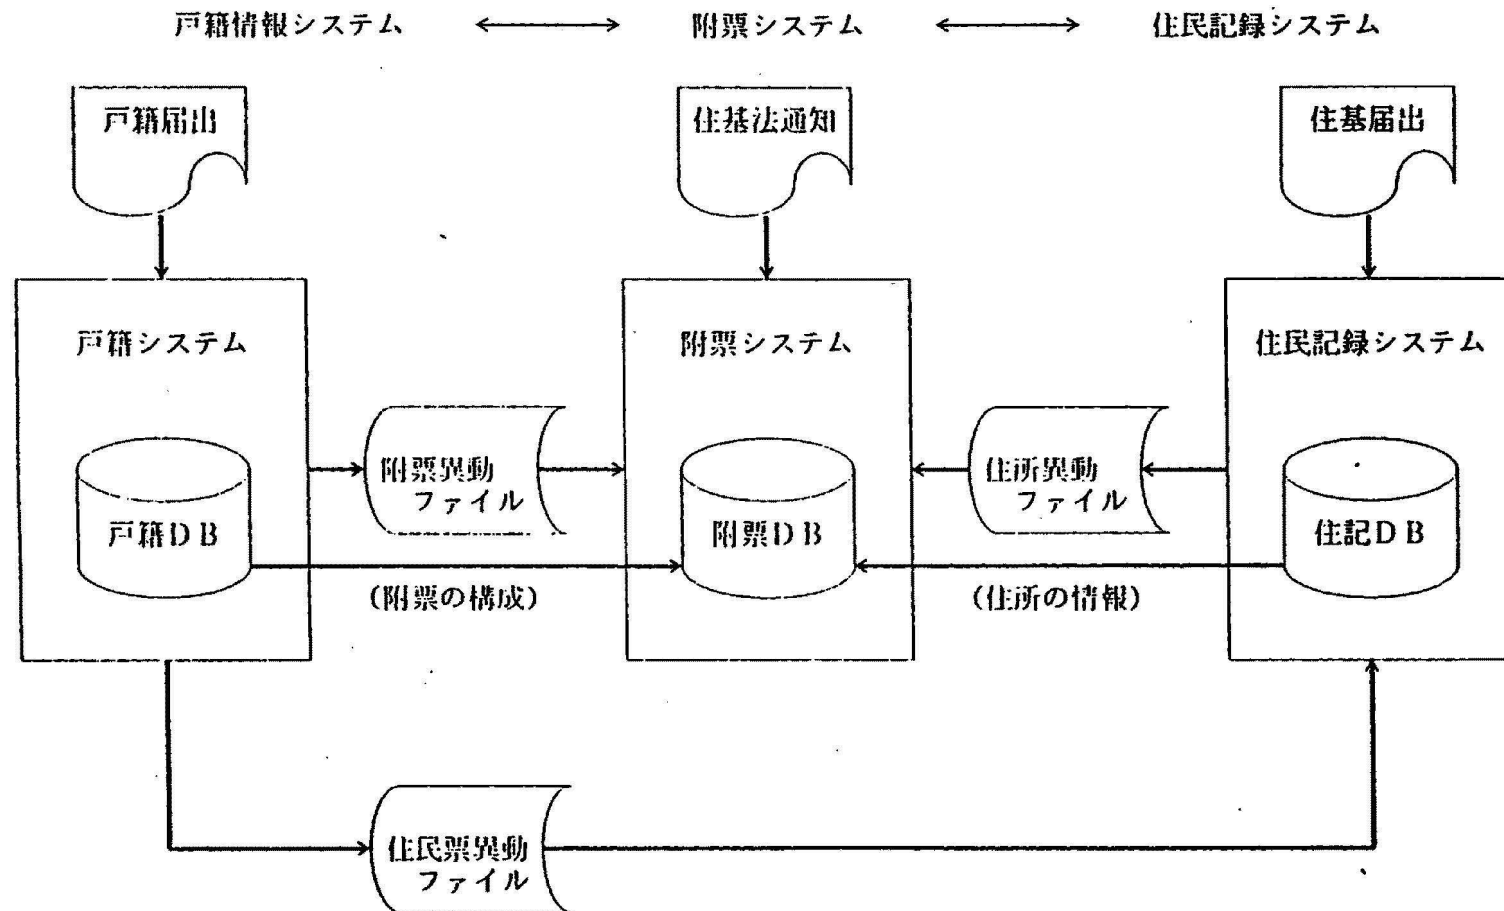 戸籍情報システム ←→ 附票システム ←→ 住民記録システム
戸籍届出
住基法通知
住基届出
戸籍システム
附票システム
住民記録システム
附票異動
ファイル
住所異動
ファイル
戸籍DB
附票DB
住記DB
(附票の構成)
(住所の情報)
住民票異動
ファイル